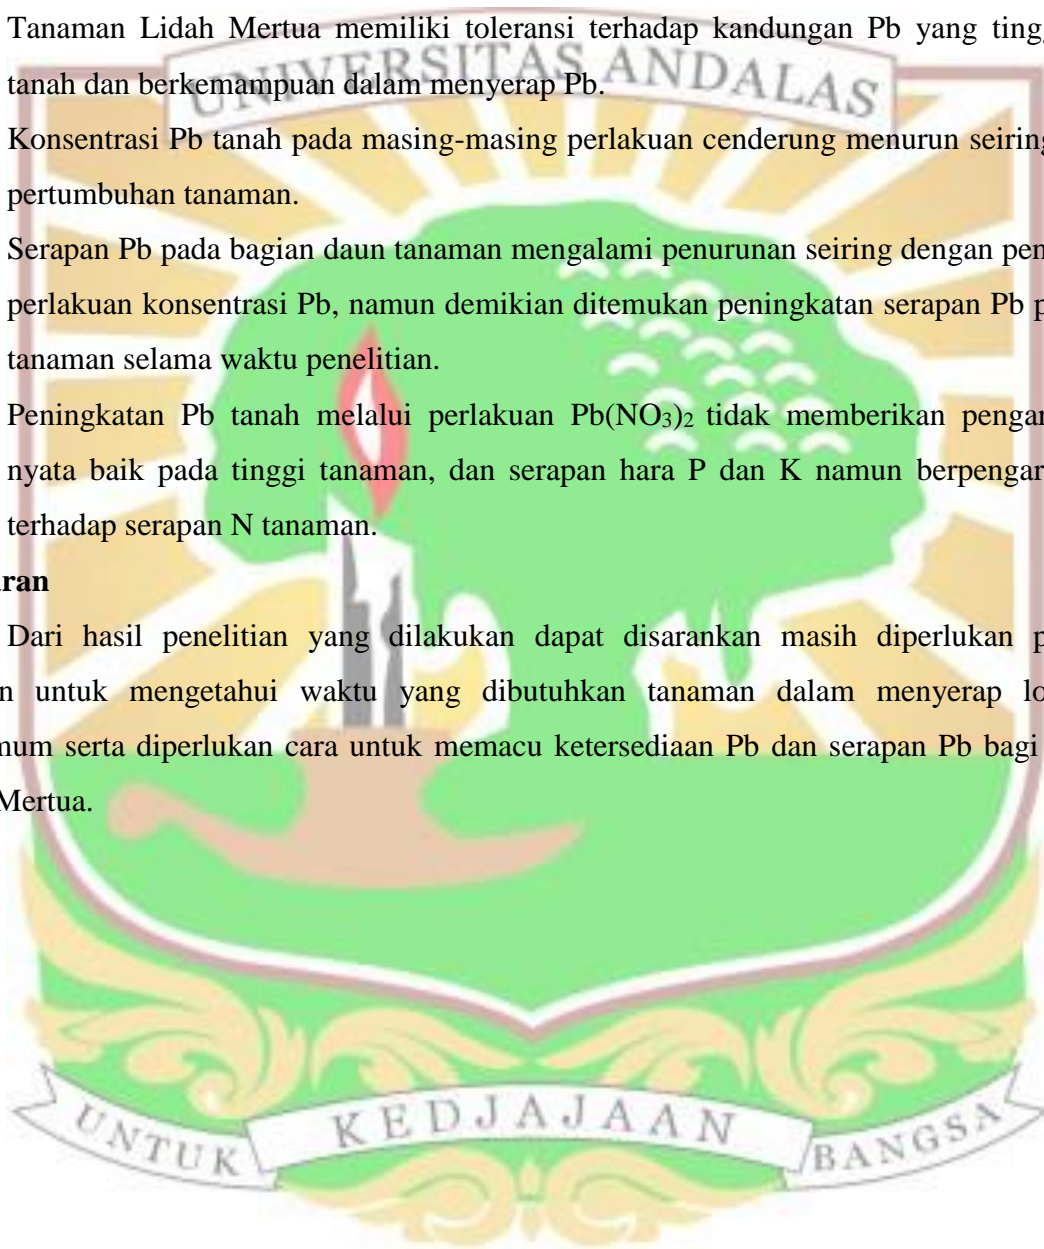 Tanaman Lidah Mertua memiliki toleransi terhadap kandungan Pb yang tingg
UNIVERSITAS ANDALAS
tanah dan berkemampuan dalam menyerap Pb.
Konsentrasi Pb tanah pada masing-masing perlakuan cenderung menurun seiring
pertumbuhan tanaman.
Serapan Pb pada bagian daun tanaman mengalami penurunan seiring dengan pen
perlakuan konsentrasi Pb, namun demikian ditemukan peningkatan serapan Pb p
tanaman selama waktu penelitian.
Peningkatan Pb tanah melalui perlakuan Pb(NO₃)₂ tidak memberikan pengar
nyata baik pada tinggi tanaman, dan serapan hara P dan K namun berpengar
terhadap serapan N tanaman.
ran
Dari hasil penelitian yang dilakukan dapat disarankan masih diperlukan p
n untuk mengetahui waktu yang dibutuhkan tanaman dalam menyerap lo
mum serta diperlukan cara untuk memacu ketersediaan Pb dan serapan Pb bagi
Mertua.
UNTUK KEDJAJAAN BANGSA